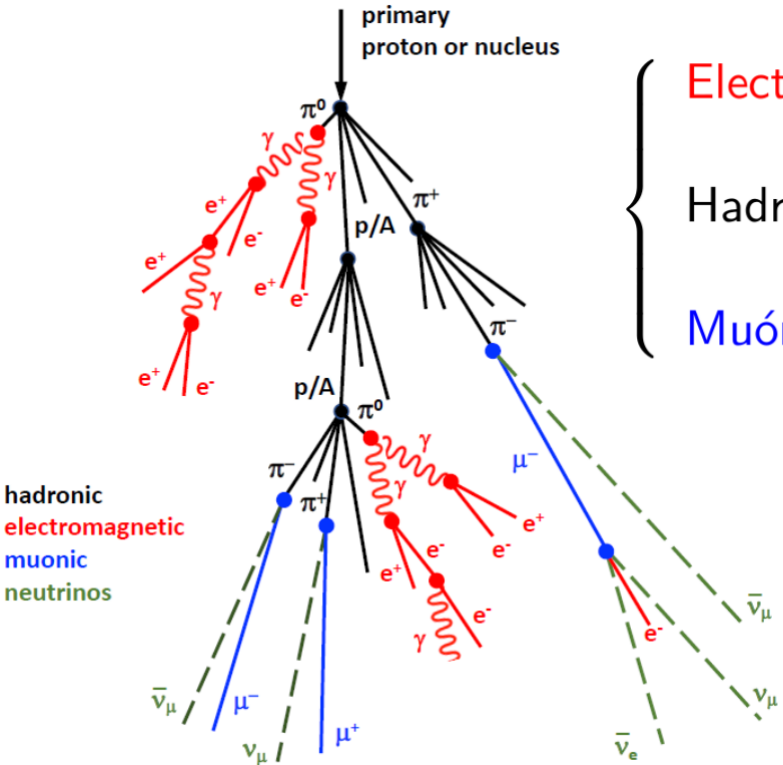 primary
proton or nucleus
π⁰
Elect
γ
γ
π⁺
e⁺
Hadr
p/A
e⁻
e⁺
e⁺
e⁻
γ
π⁻
Muón
e⁺
e⁻
p/A
π⁰
γ
μ⁻
π⁻
γ
π⁺
hadronic
e⁺
electromagnetic
e⁻
e⁻
muonic
e⁺
neutrinos
e⁻
ν̄μ
e⁻
γ
ν̄μ
μ⁻
νμ
μ⁺
νμ
ν̄e